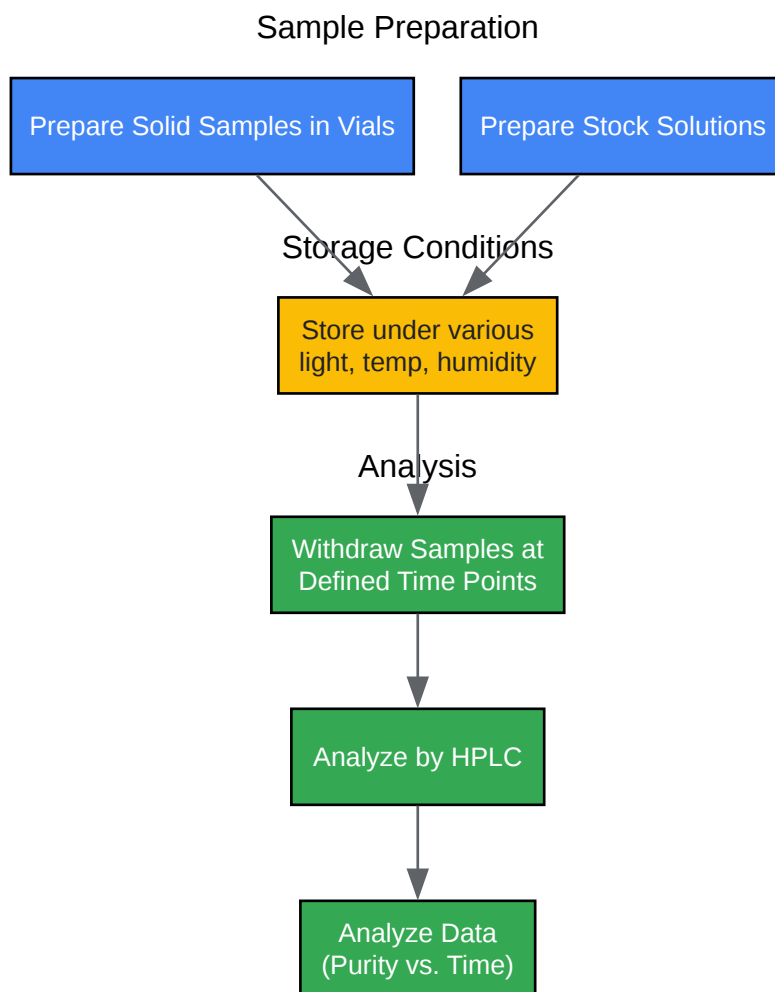 Sample Preparation
Prepare Solid Samples in Vials
Prepare Stock Solutions
Storage Conditions
Store under various
light, temp, humidity
Analysis
Withdraw Samples at
Defined Time Points
Analyze by HPLC
Analyze Data
(Purity vs. Time)